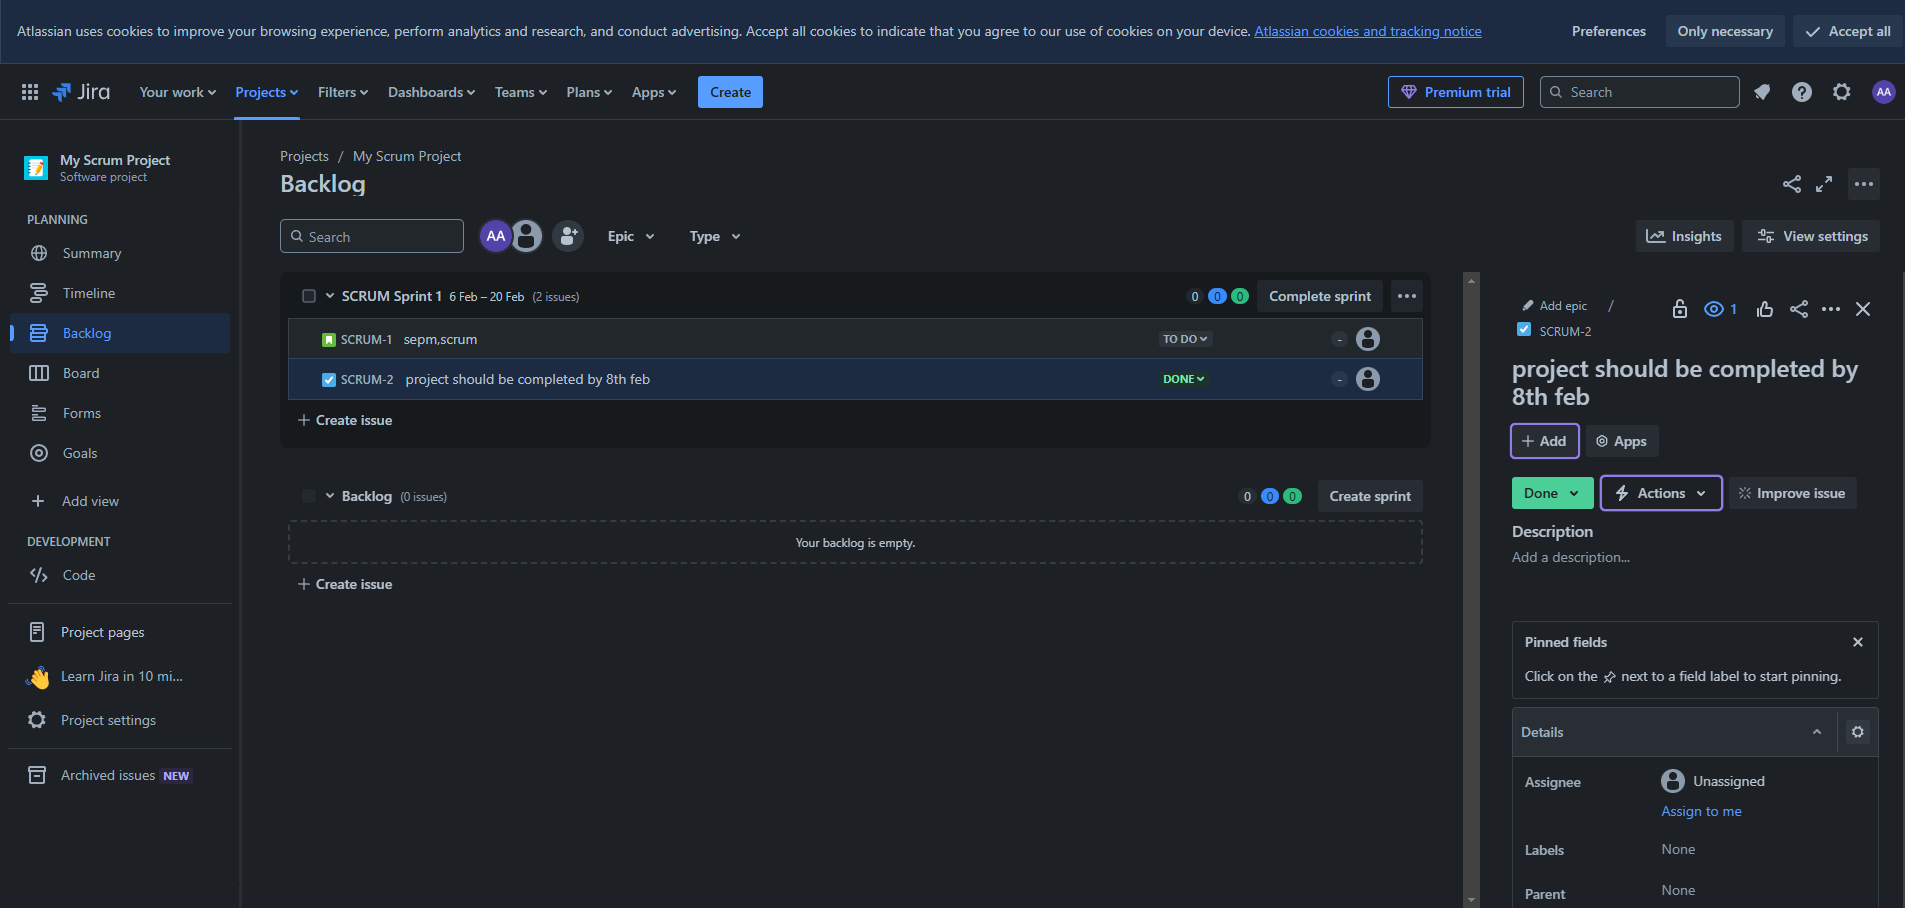 Atlassian uses cookies to improve your browsing experience, perform analytics and research, and conduct advertising. Accept all cookies to indicate that you agree to our use of cookies on your device. Atlassian cookies and tracking notice
Preferences
Only necessary
Accept all
Jira
Your work
Projects
Filters
Dashboards
Teams
Plans
Apps
Create
Premium trial
Search
AA
My Scrum Project
Software project
PLANNING
Summary
Timeline
Backlog
Board
Forms
Goals
Add view
DEVELOPMENT
Code
Project pages
Learn Jira in 10 mi...
Project settings
Archived issues NEW
Projects / My Scrum Project
Backlog
Search
AA
Epic
Type
Insights
View settings
SCRUM Sprint 1 6 Feb – 20 Feb (2 issues)
0 0 0
Complete sprint
SCRUM-1 sepm,scrum
TO DO
-
SCRUM-2 project should be completed by 8th feb
DONE
-
Create issue
Backlog (0 issues)
0 0 0
Create sprint
Your backlog is empty.
Create issue
Add epic /
1
SCRUM-2
project should be completed by
8th feb
Add
Apps
Done
Actions
Improve issue
Description
Add a description...
Pinned fields
Click on the next to a field label to start pinning.
Details
Assignee
Unassigned
Assign to me
Labels
None
Parent
None